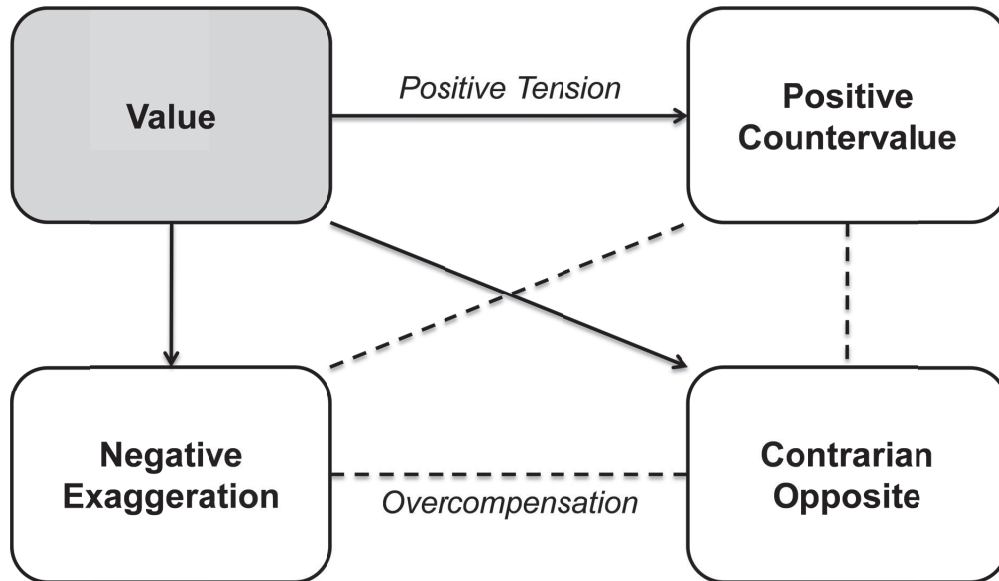 Value
Positive Tension
Positive
Countervalue
Negative
Exaggeration
Overcompensation
Contrarian
Opposite